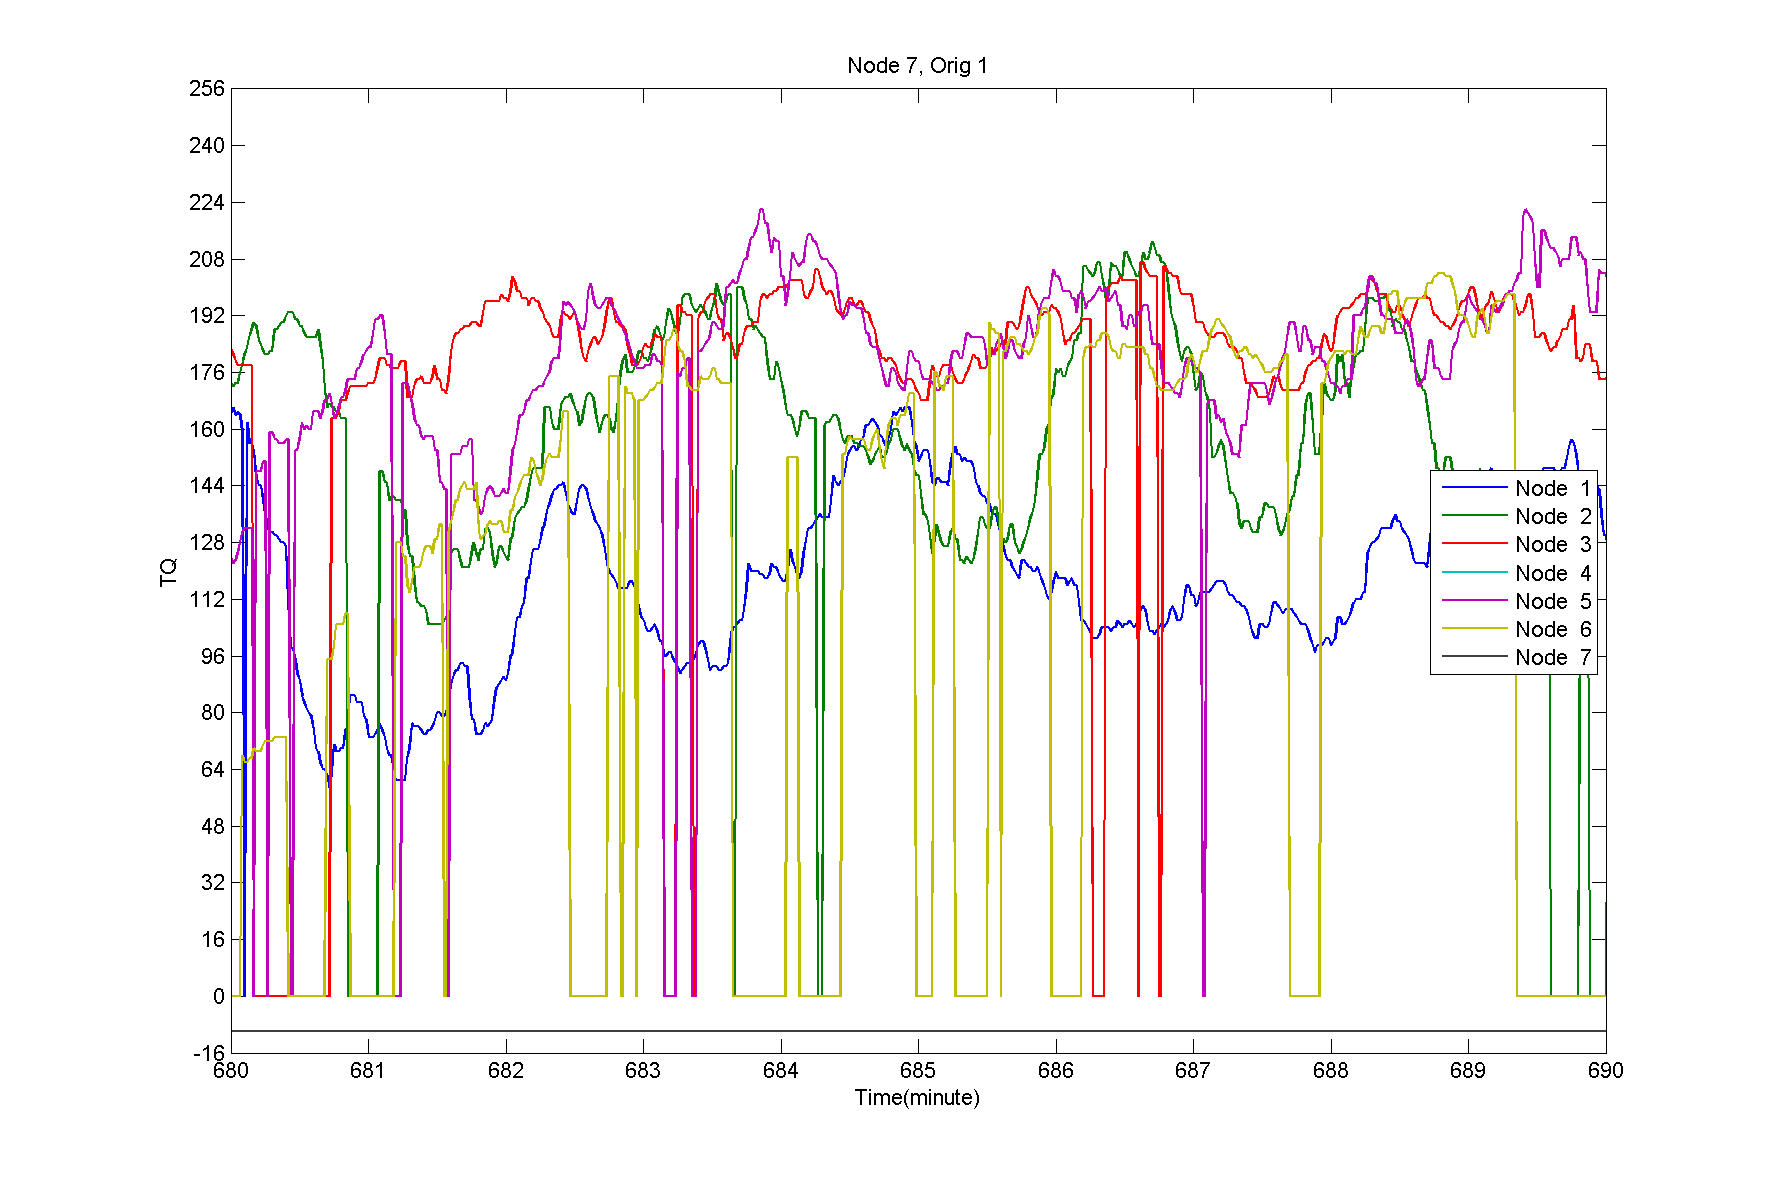 Node 7, Orig 1
256
240
224
208
192
176
160
144
128
112
96
80
64
48
32
16
0
-16
TQ
Node 1
Node 2
Node 3
Node 4
Node 5
Node 6
Node 7
680 681 682 683 684 685 686 687 688 689 690
Time(minute)